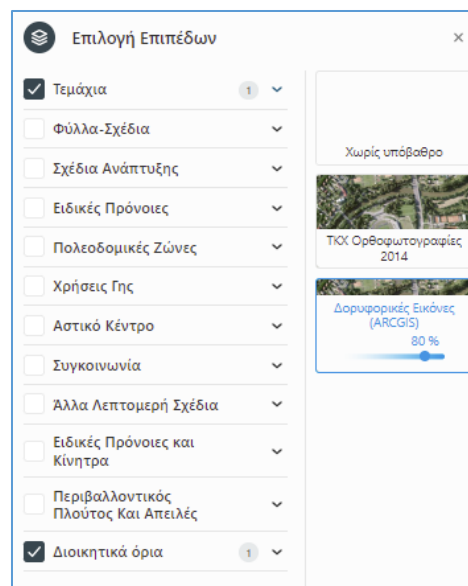 Επιλογή Επιπέδων
Τεμάχια 1
Φύλλα-Σχέδια
Σχέδια Ανάπτυξης
Ειδικές Πρόνοιες
Πολεοδομικές Ζώνες
Χρήσεις Γης
Αστικό Κέντρο
Συγκοινωνία
Άλλα Λεπτομερή Σχέδια
Ειδικές Πρόνοιες και
Κίνητρα
Περιβαλλοντικός
Πλούτος Και Απειλές
Διοικητικά όρια 1
Χωρίς υπόβαθρο
ΤΚΧ Ορθοφωτογραφίες
2014
Δορυφορικές Εικόνες
(ARCGIS)
80 %